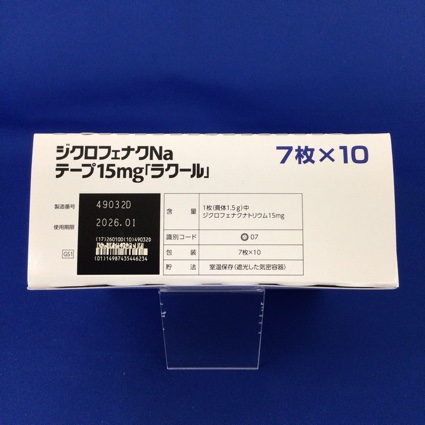 ジクロフェナクNa
テープ15mg「ラクール」
7枚×10
製造番号 49032D
使用期限 2026.01
(17)260100(10)49032D
GS1
(01)14987435446234
含量 1枚(膏体1.5g)中
ジクロフェナクナトリウム15mg
識別コード 07
包装 7枚×10
貯法 室温保存(遮光した気密容器)